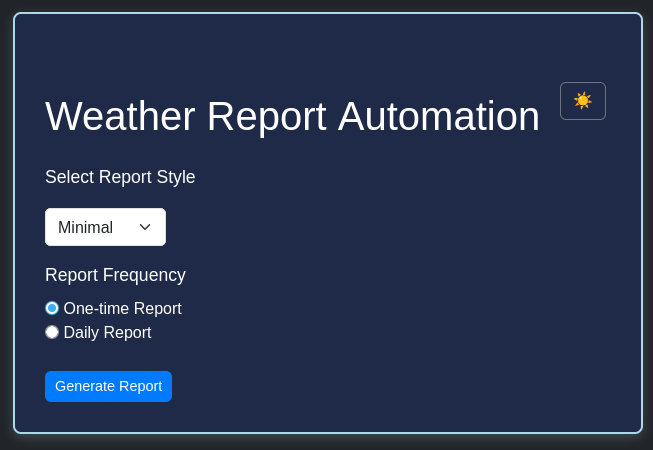 Weather Report Automation
Select Report Style
Minimal
Report Frequency
One-time Report
Daily Report
Generate Report